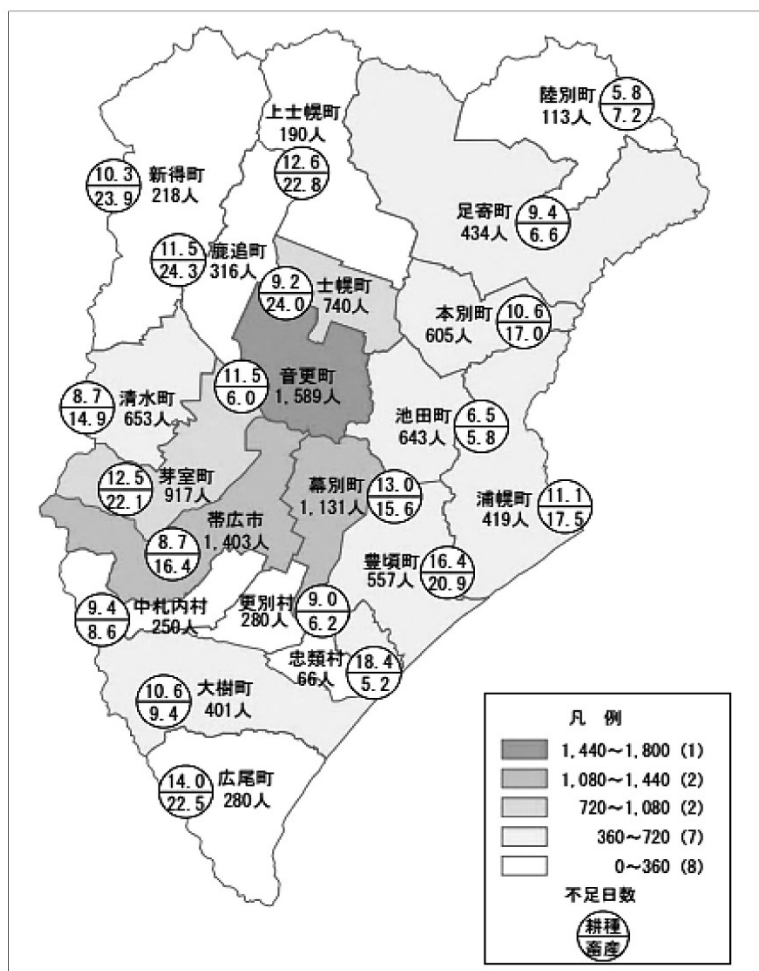 陸別町
113人
5.8
7.2
上士幌町
190人
12.6
22.8
新得町
218人
10.3
23.9
足寄町
434人
9.4
6.6
鹿追町
316人
11.5
24.3
士幌町
740人
9.2
24.0
本別町
605人
10.6
17.0
音更町
1,589人
11.5
6.0
清水町
653人
8.7
14.9
池田町
643人
6.5
5.8
芽室町
917人
12.5
22.1
幕別町
1,131人
13.0
15.6
浦幌町
419人
11.1
17.5
帯広市
1,403人
8.7
16.4
豊頃町
557人
16.4
20.9
中札内村
250人
9.4
8.6
更別村
280人
9.0
6.2
忠類村
66人
18.4
5.2
大樹町
401人
10.6
9.4
広尾町
280人
14.0
22.5
凡 例
1,440～1,800 (1)
1,080～1,440 (2)
720～1,080 (2)
360～720 (7)
0～360 (8)
不足日数
耕種
畜産